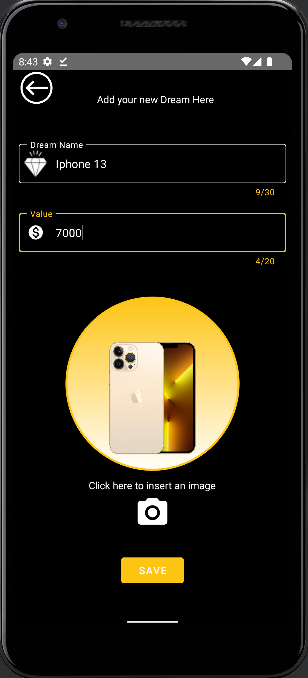 8:43
Add your new Dream Here
Dream Name
Iphone 13
9/30
Value
7000
4/20
Click here to insert an image
SAVE